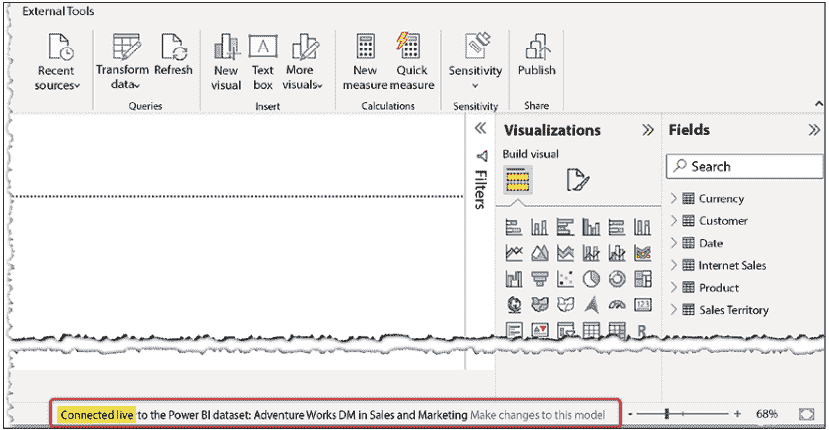 External Tools
Recent sources
Transform data
Refresh
New visual
Text box
More visuals
New measure
Quick measure
Sensitivity
Publish
Queries
Insert
Calculations
Sensitivity
Share
Visualizations
Fields
Build visual
Filters
Search
A
123
R
Currency
Customer
Date
Internet Sales
Product
Sales Territory
Connected live to the Power BI dataset: Adventure Works DM in Sales and Marketing Make changes to this model
- + 68%